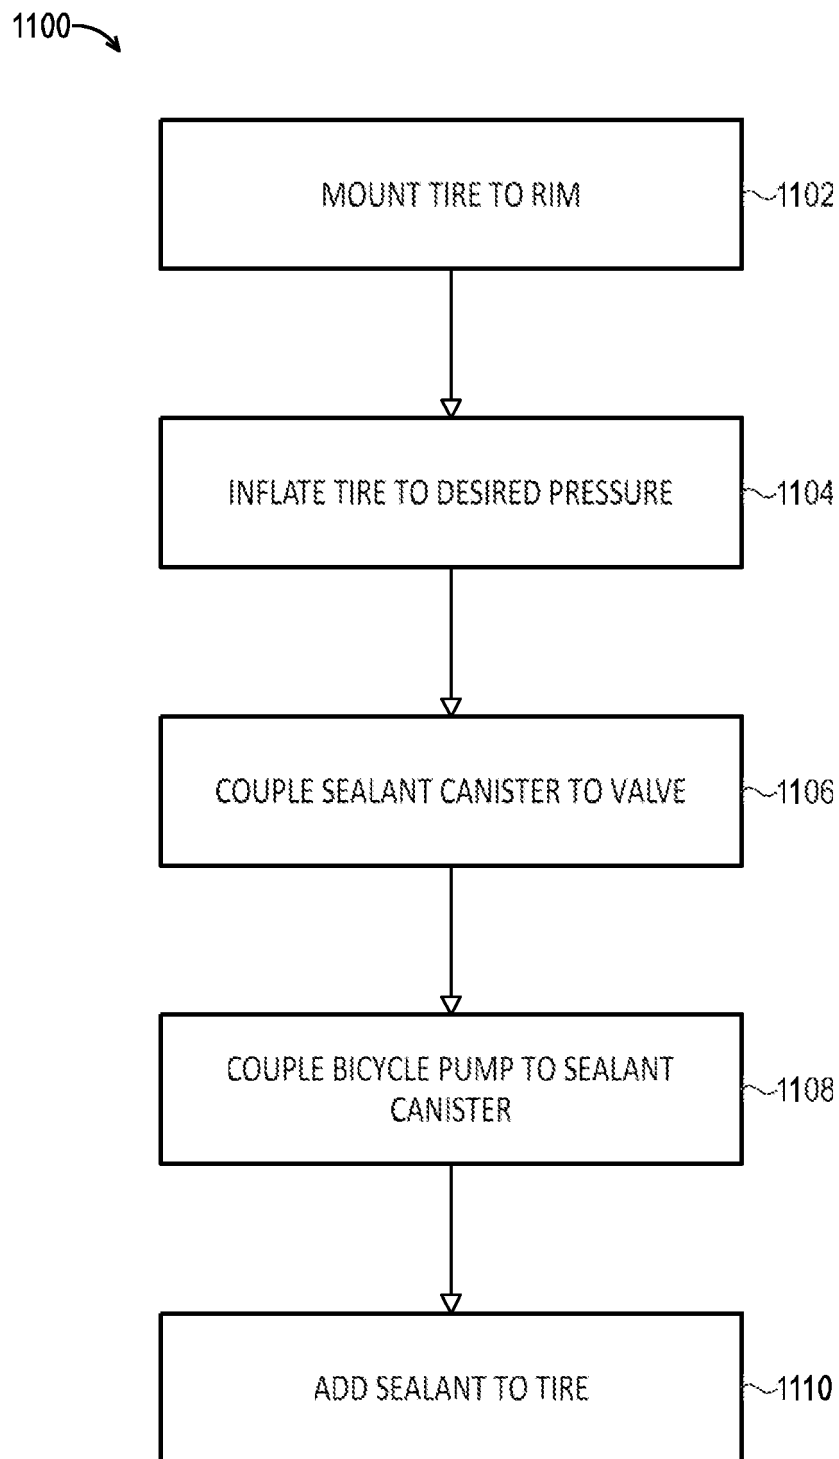 1100
MOUNT TIRE TO RIM
1102
INFLATE TIRE TO DESIRED PRESSURE
1104
COUPLE SEALANT CANISTER TO VALVE
1106
COUPLE BICYCLE PUMP TO SEALANT
CANISTER
1108
ADD SEALANT TO TIRE
1110